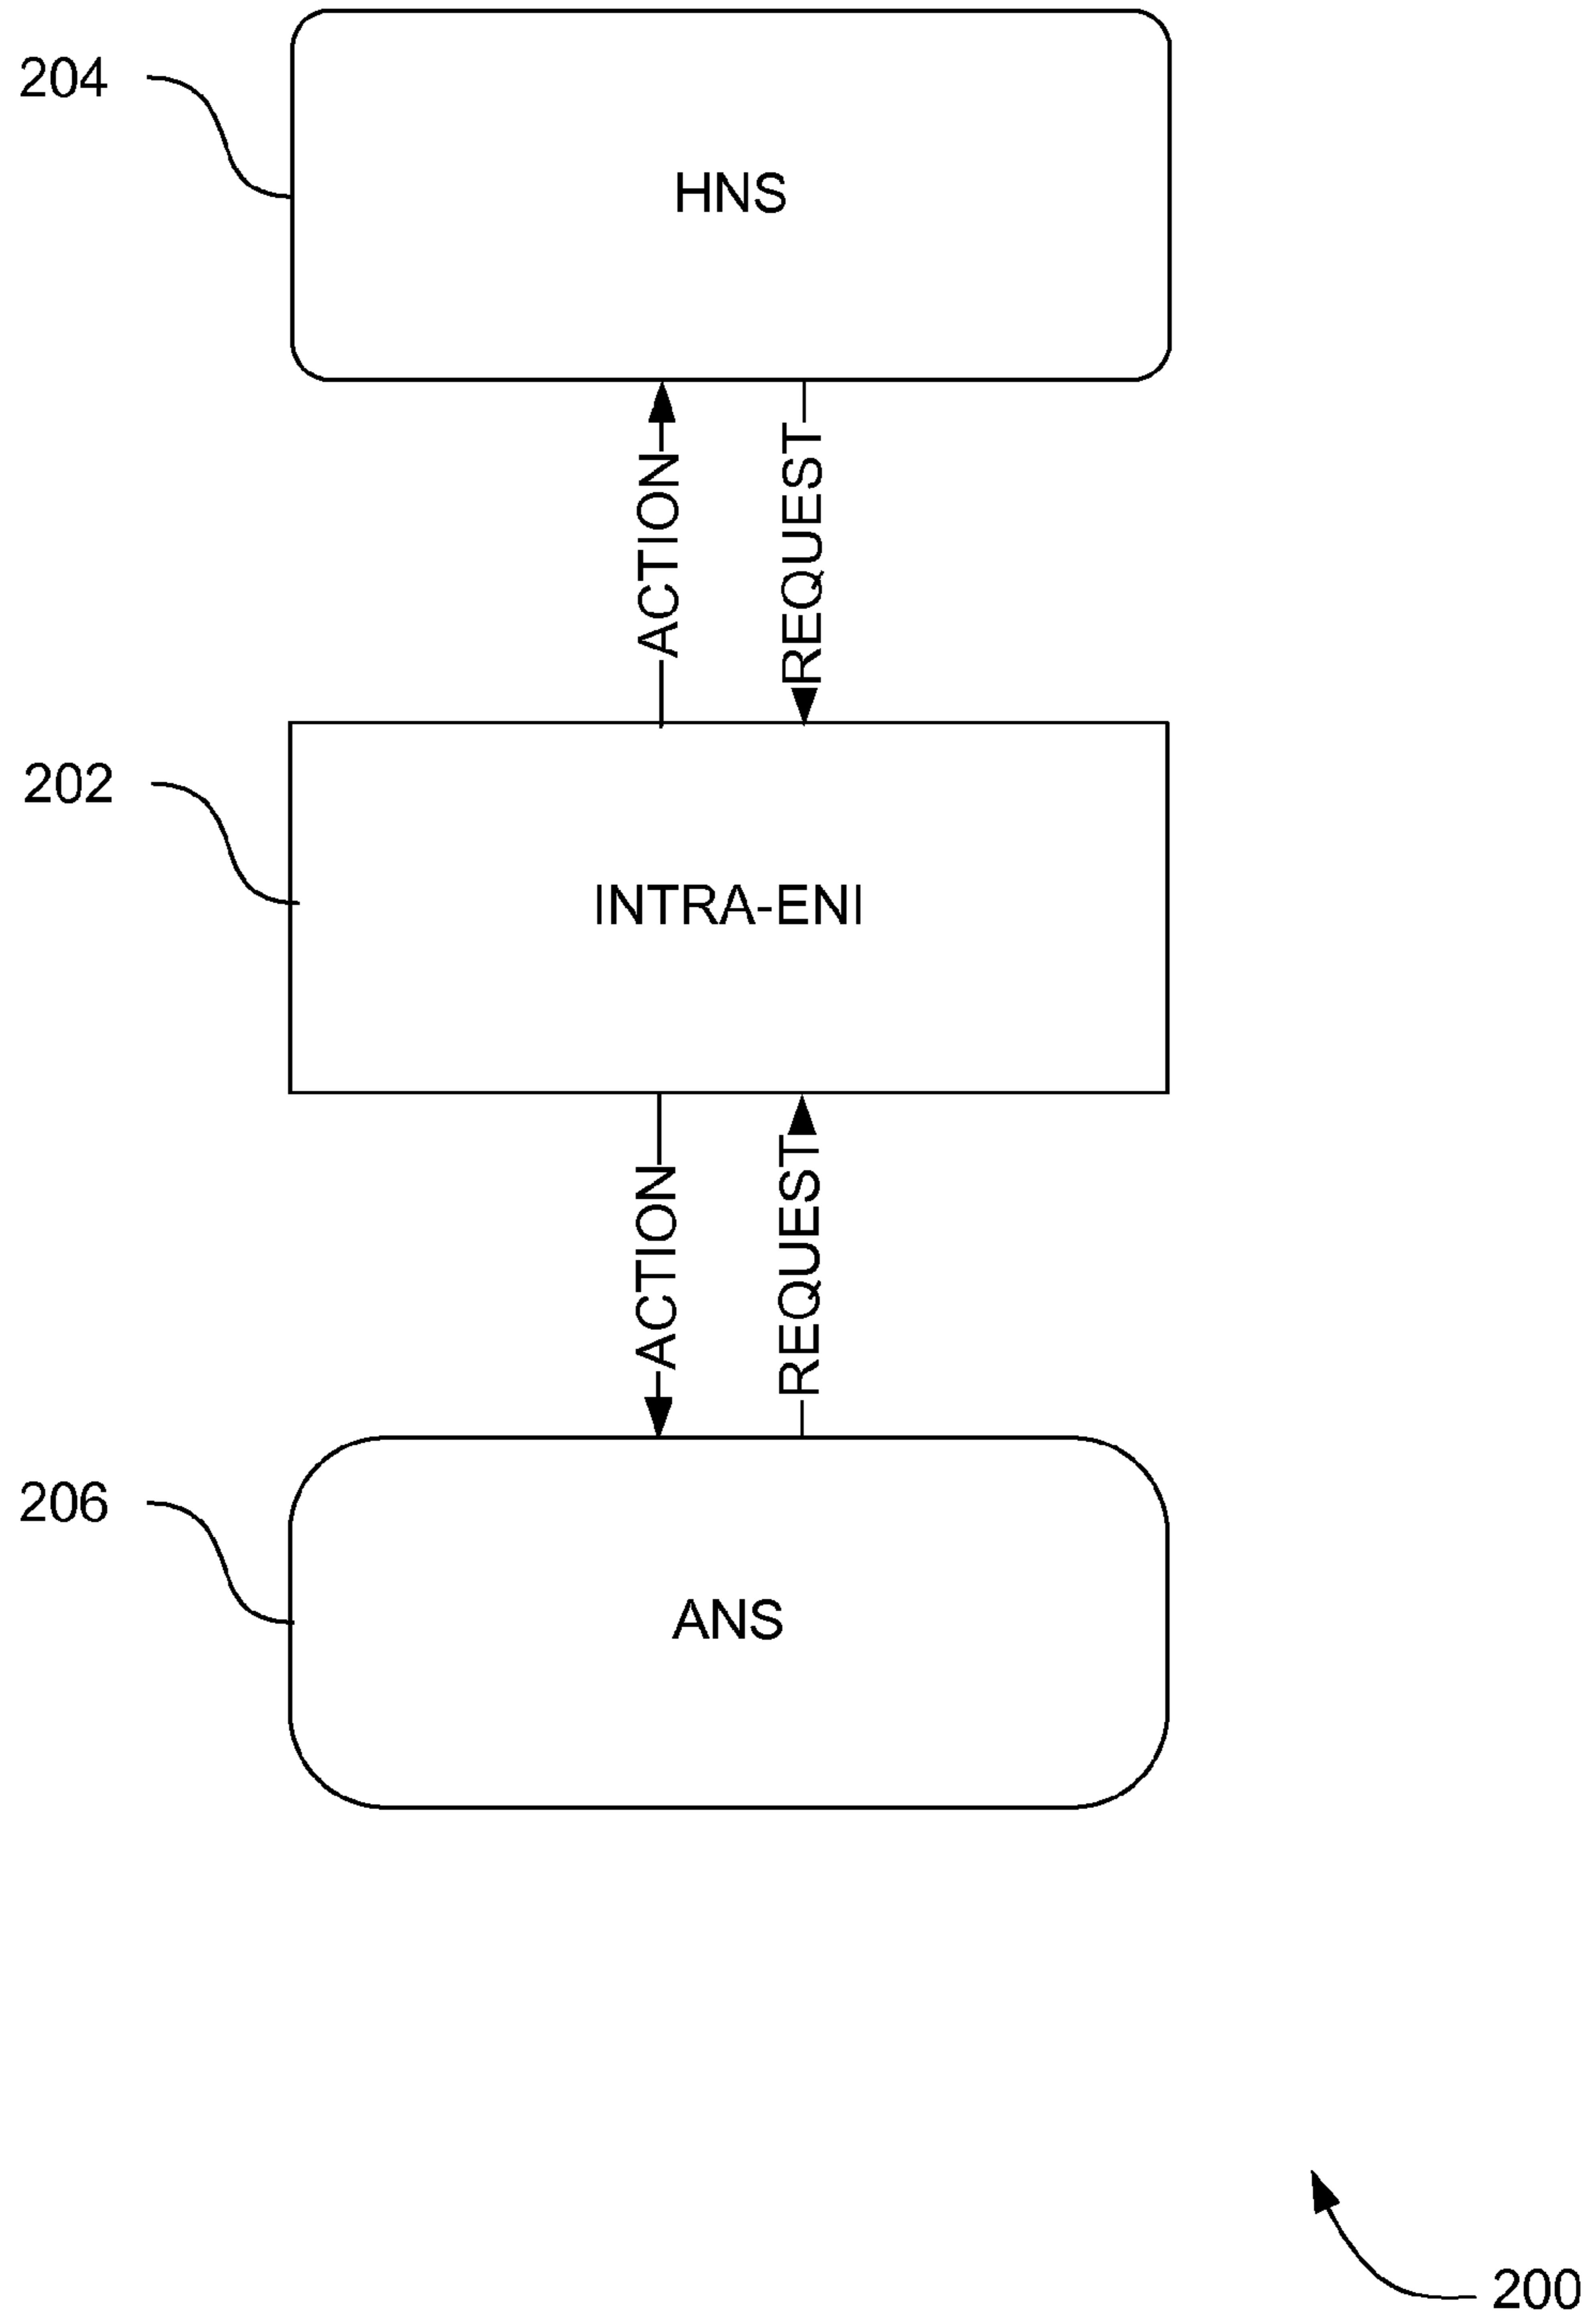 204
HNS
ACTION
REQUEST
202
INTRA-ENI
ACTION
REQUEST
206
ANS
200